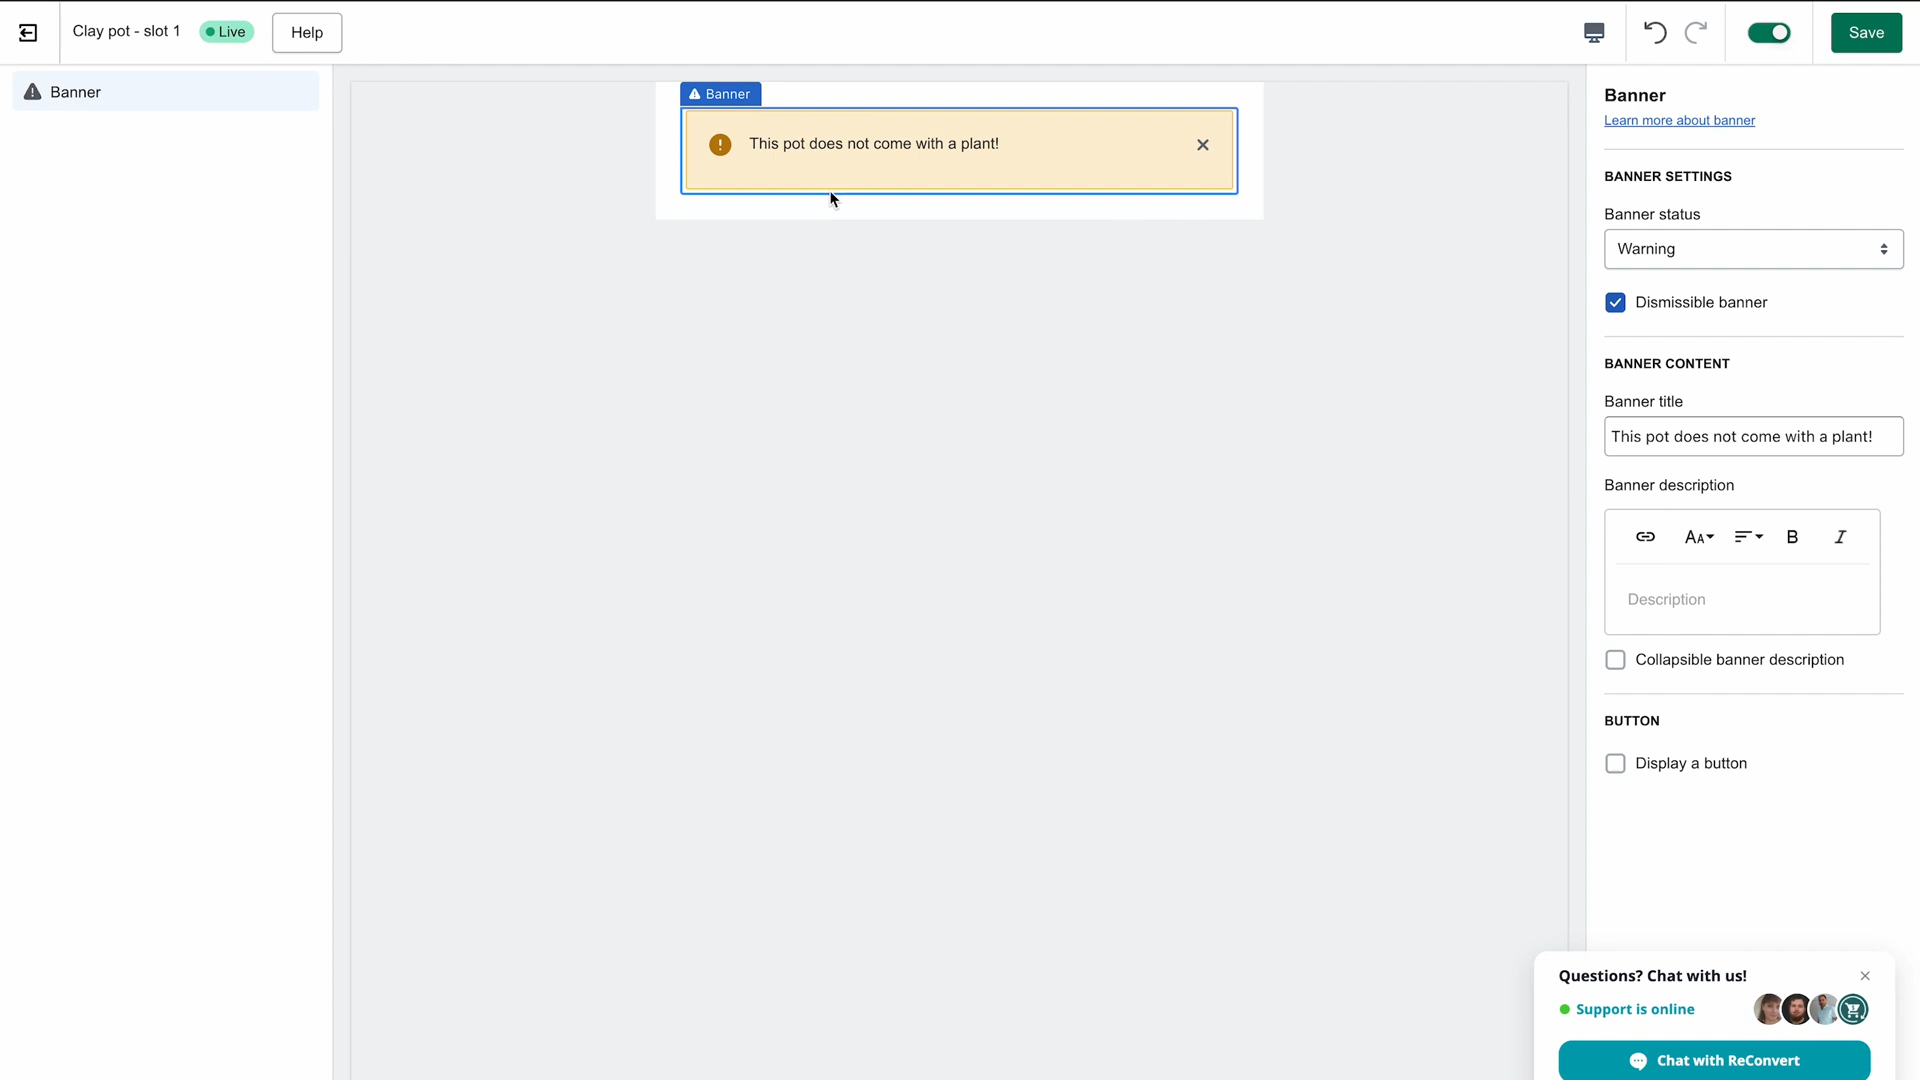 Clay pot - slot 1
Live
Help
Save
Banner
Banner
This pot does not come with a plant!
Banner
Learn more about banner
BANNER SETTINGS
Banner status
Warning
Dismissible banner
BANNER CONTENT
Banner title
This pot does not come with a plant!
Banner description
AA
B
I
Description
Collapsible banner description
BUTTON
Display a button
Questions? Chat with us!
Support is online
Chat with ReConvert